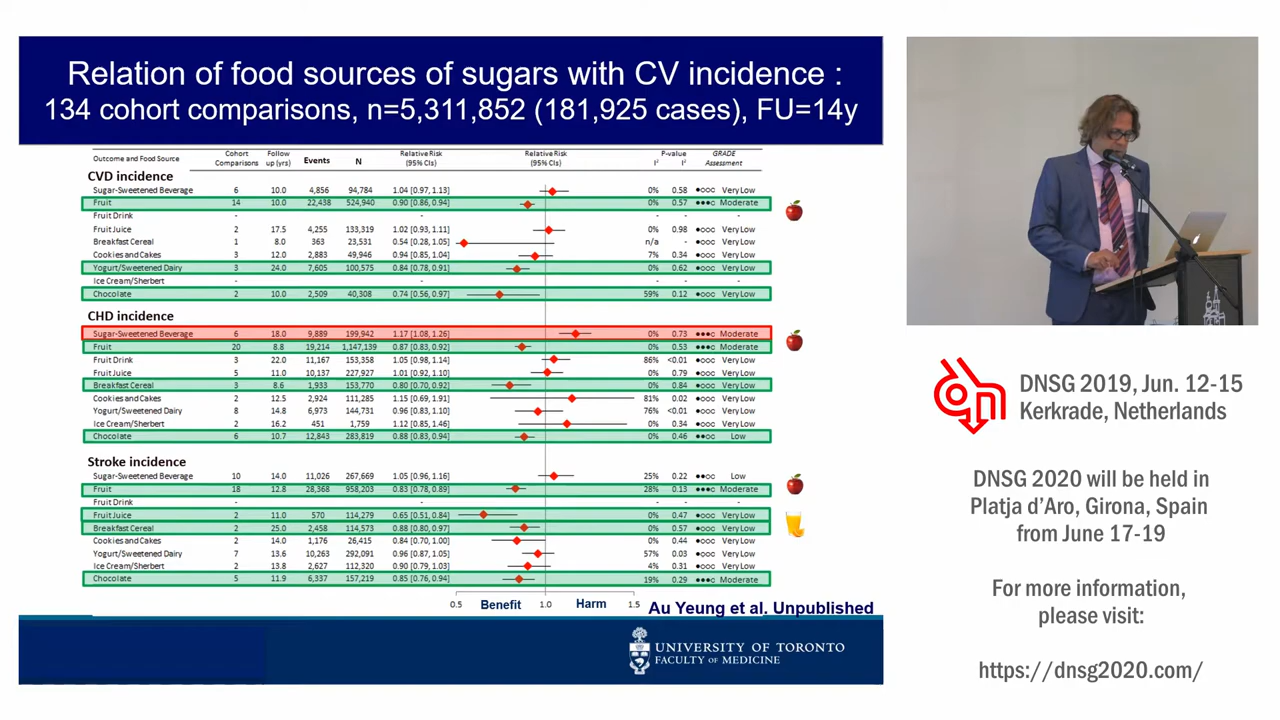 Relation of food sources of sugars with CV incidence :
134 cohort comparisons, n=5,311,852 (181,925 cases), FU=14y
Outcome and Food Source Cohort Comparisons Follow up (yrs) Events N Relative Risk (95% CIs) Relative Risk (95% CIs) I² P-value I² GRADE Assessment
CVD incidence
Sugar-Sweetened Beverage 6 10.0 4,856 94,784 1.04 [0.97, 1.13] 0% 0.58 ●○○○ Very Low
Fruit 14 10.0 22,438 524,940 0.90 [0.86, 0.94] 0% 0.57 ●●●○ Moderate
Fruit Drink - - - - - - - -
Fruit Juice 2 17.5 4,255 133,319 1.02 [0.93, 1.11] 0% 0.98 ●○○○ Very Low
Breakfast Cereal 1 8.0 363 23,531 0.54 [0.28, 1.05] n/a - ●○○○ Very Low
Cookies and Cakes 3 12.0 2,883 49,946 0.94 [0.85, 1.04] 7% 0.34 ●○○○ Very Low
Yogurt/Sweetened Dairy 3 24.0 7,605 100,575 0.84 [0.78, 0.91] 0% 0.62 ●○○○ Very Low
Ice Cream/Sherbert - - - - - - - -
Chocolate 2 10.0 2,509 40,308 0.74 [0.56, 0.97] 59% 0.12 ●○○○ Very Low
CHD incidence
Sugar-Sweetened Beverage 6 18.0 9,889 199,942 1.17 [1.08, 1.26] 0% 0.73 ●●●○ Moderate
Fruit 20 8.8 19,214 1,147,139 0.87 [0.83, 0.92] 0% 0.53 ●●●○ Moderate
Fruit Drink 3 22.0 11,167 153,358 1.05 [0.98, 1.14] 86% <0.01 ●○○○ Very Low
Fruit Juice 5 11.0 10,137 227,927 1.01 [0.92, 1.10] 0% 0.79 ●○○○ Very Low
Breakfast Cereal 3 8.6 1,933 153,770 0.80 [0.70, 0.92] 0% 0.84 ●○○○ Very Low
Cookies and Cakes 2 12.5 2,924 111,285 1.15 [0.69, 1.91] 81% 0.02 ●○○○ Very Low
Yogurt/Sweetened Dairy 8 14.8 6,973 144,731 0.96 [0.83, 1.10] 76% <0.01 ●○○○ Very Low
Ice Cream/Sherbert 2 16.2 451 1,759 1.12 [0.85, 1.46] 0% 0.34 ●○○○ Very Low
Chocolate 6 10.7 12,843 283,819 0.88 [0.83, 0.94] 0% 0.46 ●●○○ Low
Stroke incidence
Sugar-Sweetened Beverage 10 14.0 11,026 267,669 1.05 [0.96, 1.16] 25% 0.22 ●●○○ Low
Fruit 18 12.8 28,368 958,203 0.83 [0.78, 0.89] 28% 0.13 ●●●○ Moderate
Fruit Drink - - - - - - - -
Fruit Juice 2 11.0 570 114,279 0.65 [0.51, 0.84] 0% 0.47 ●○○○ Very Low
Breakfast Cereal 2 25.0 2,458 114,573 0.88 [0.80, 0.97] 0% 0.57 ●○○○ Very Low
Cookies and Cakes 2 14.0 1,176 26,415 0.84 [0.70, 1.00] 0% 0.44 ●○○○ Very Low
Yogurt/Sweetened Dairy 7 13.6 10,263 292,091 0.96 [0.87, 1.05] 57% 0.03 ●○○○ Very Low
Ice Cream/Sherbert 2 13.8 2,627 112,320 0.90 [0.79, 1.03] 4% 0.31 ●○○○ Very Low
Chocolate 5 11.9 6,337 157,219 0.85 [0.76, 0.94] 19% 0.29 ●●●○ Moderate
0.5 Benefit 1.0 Harm 1.5
Au Yeung et al. Unpublished
UNIVERSITY OF TORONTO
FACULTY OF MEDICINE
DNSG 2019, Jun. 12-15
Kerkrade, Netherlands
DNSG 2020 will be held in
Platja d’Aro, Girona, Spain
from June 17-19
For more information,
please visit:
https://dnsg2020.com/